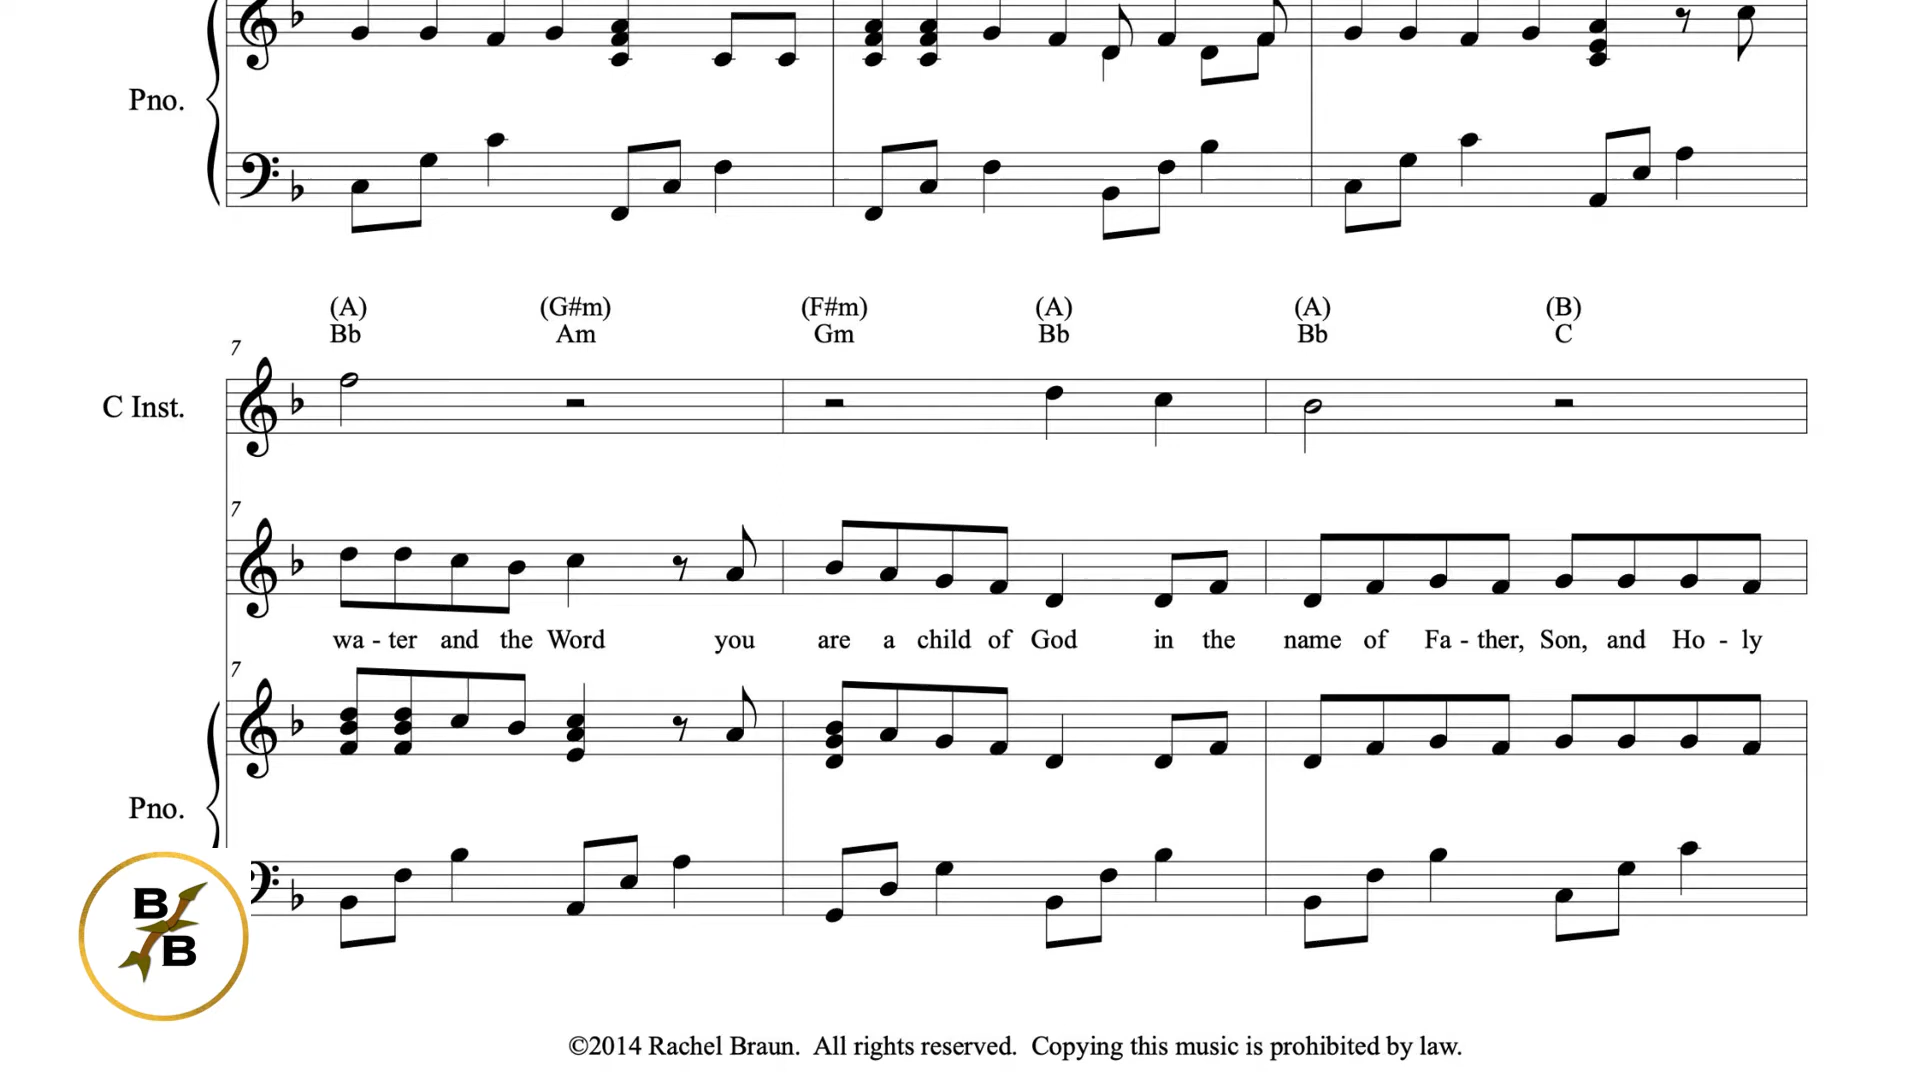 Pno.
(A) (G#m) (F#m) (A) (A) (B)
Bb Am Gm Bb Bb C
7
C Inst.
7
wa - ter and the Word you are a child of God in the name of Fa - ther, Son, and Ho - ly
7
Pno.
B
B
©2014 Rachel Braun. All rights reserved. Copying this music is prohibited by law.